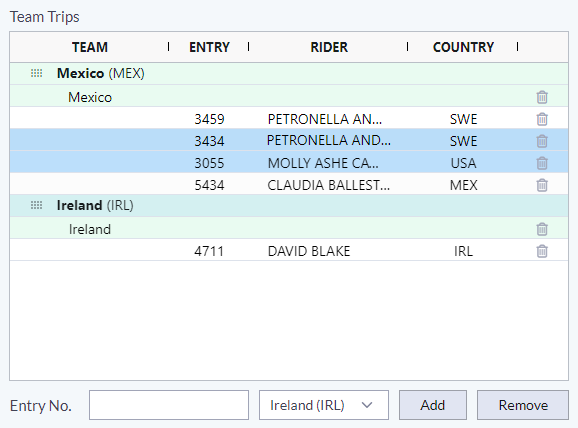 Team Trips
TEAM ENTRY RIDER COUNTRY
Mexico (MEX)
Mexico
3459 PETRONELLA AN... SWE
3434 PETRONELLA AND... SWE
3055 MOLLY ASHE CA... USA
5434 CLAUDIA BALLEST... MEX
Ireland (IRL)
Ireland
4711 DAVID BLAKE IRL
Entry No. Ireland (IRL) Add Remove